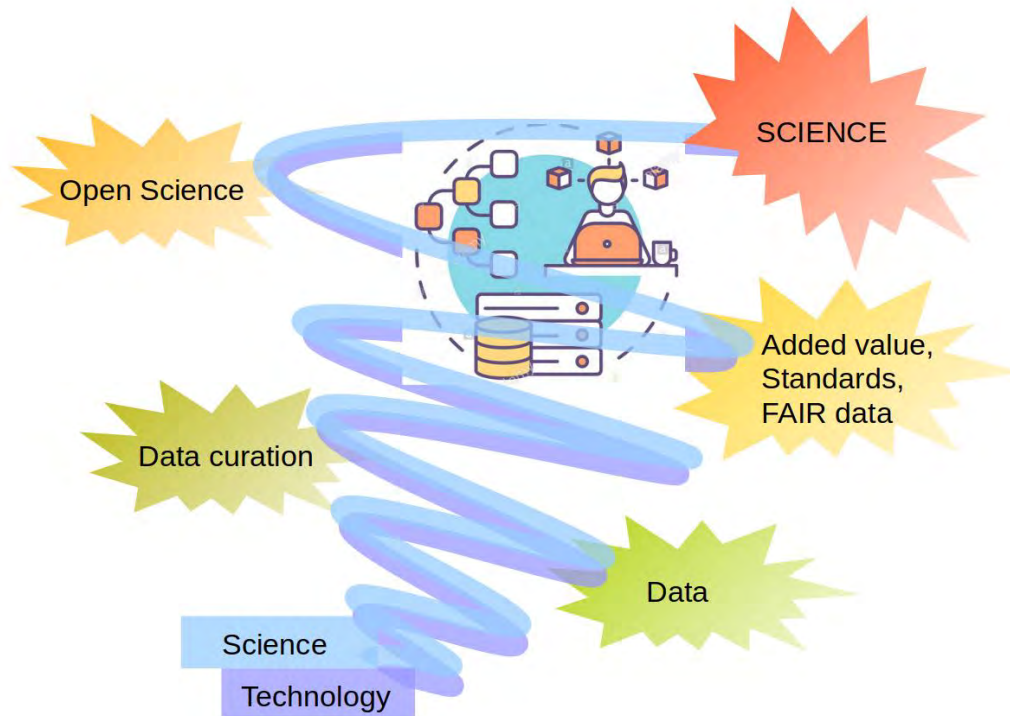 SCIENCE
Open Science
Added value,
Standards,
FAIR data
Data curation
Data
Science
Technology